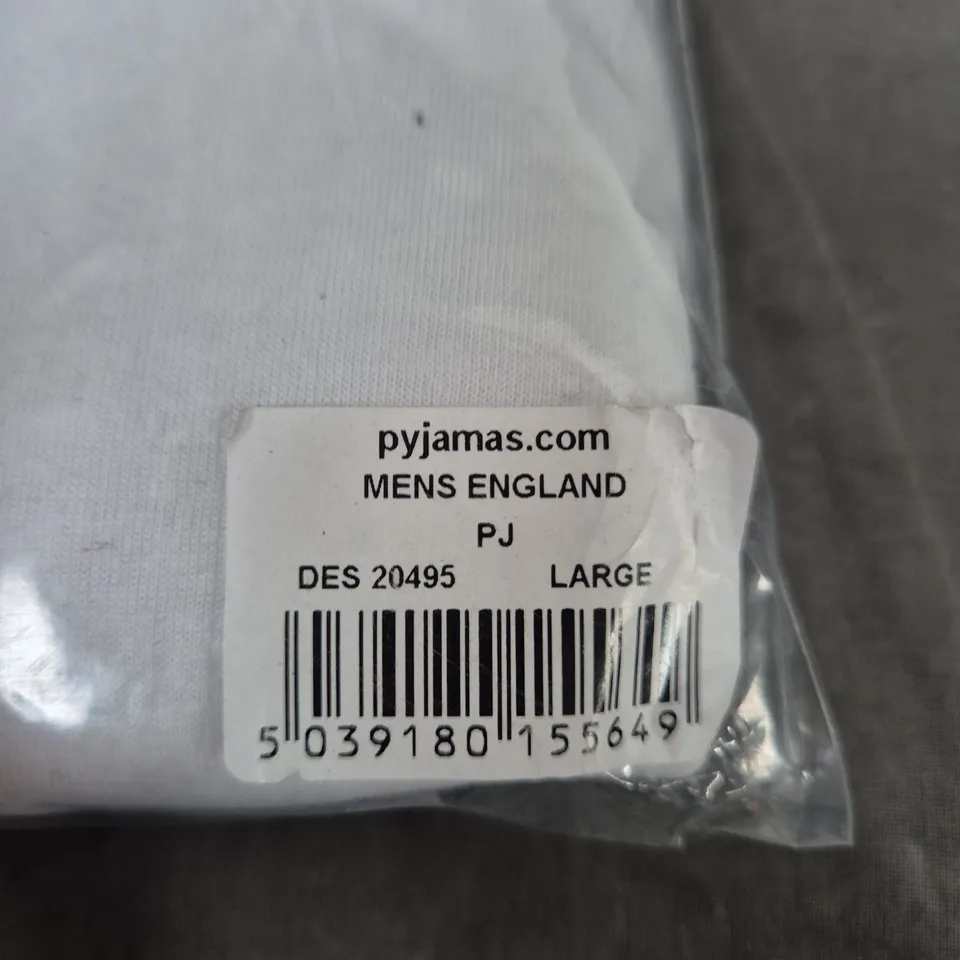 pyjamas.com
MENS ENGLAND
PJ
DES 20495 LARGE
5 039180 155649